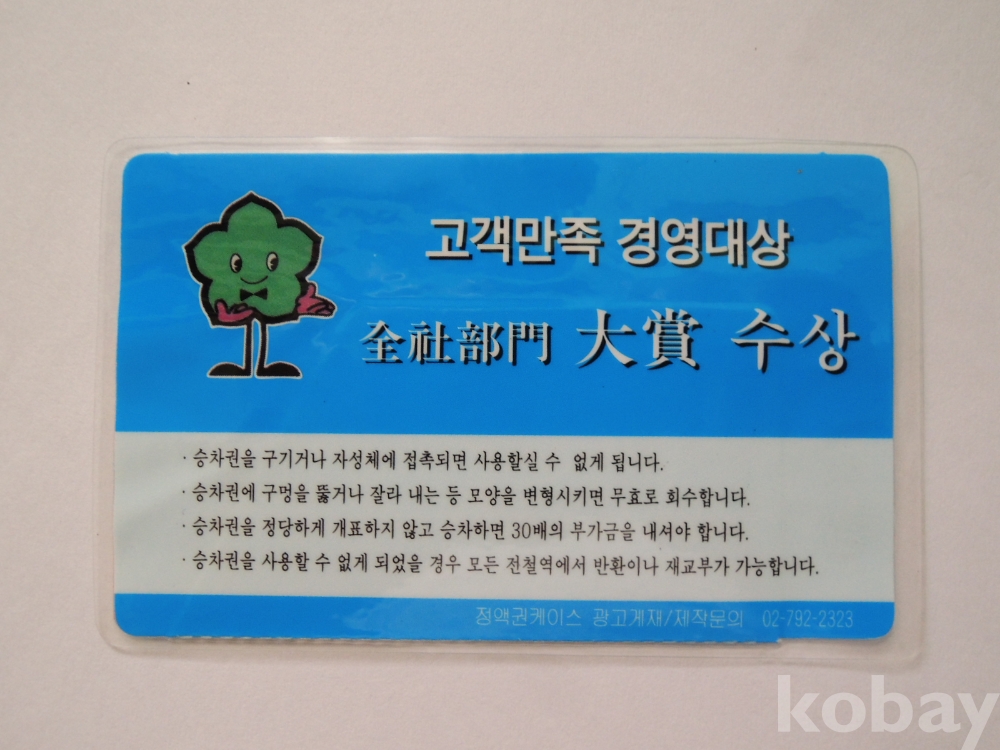 고객만족 경영대상
全社部門 大賞 수상
· 승차권을 구기거나 자성체에 접촉되면 사용할실 수 없게 됩니다.
· 승차권에 구멍을 뚫거나 잘라 내는 등 모양을 변형시키면 무효로 회수합니다.
· 승차권을 정당하게 개표하지 않고 승차하면 30배의 부가금을 내셔야 합니다.
· 승차권을 사용할 수 없게 되었을 경우 모든 전철역에서 반환이나 재교부가 가능합니다.
정액권케이스 광고게재/제작문의 02-792-2323
kobay